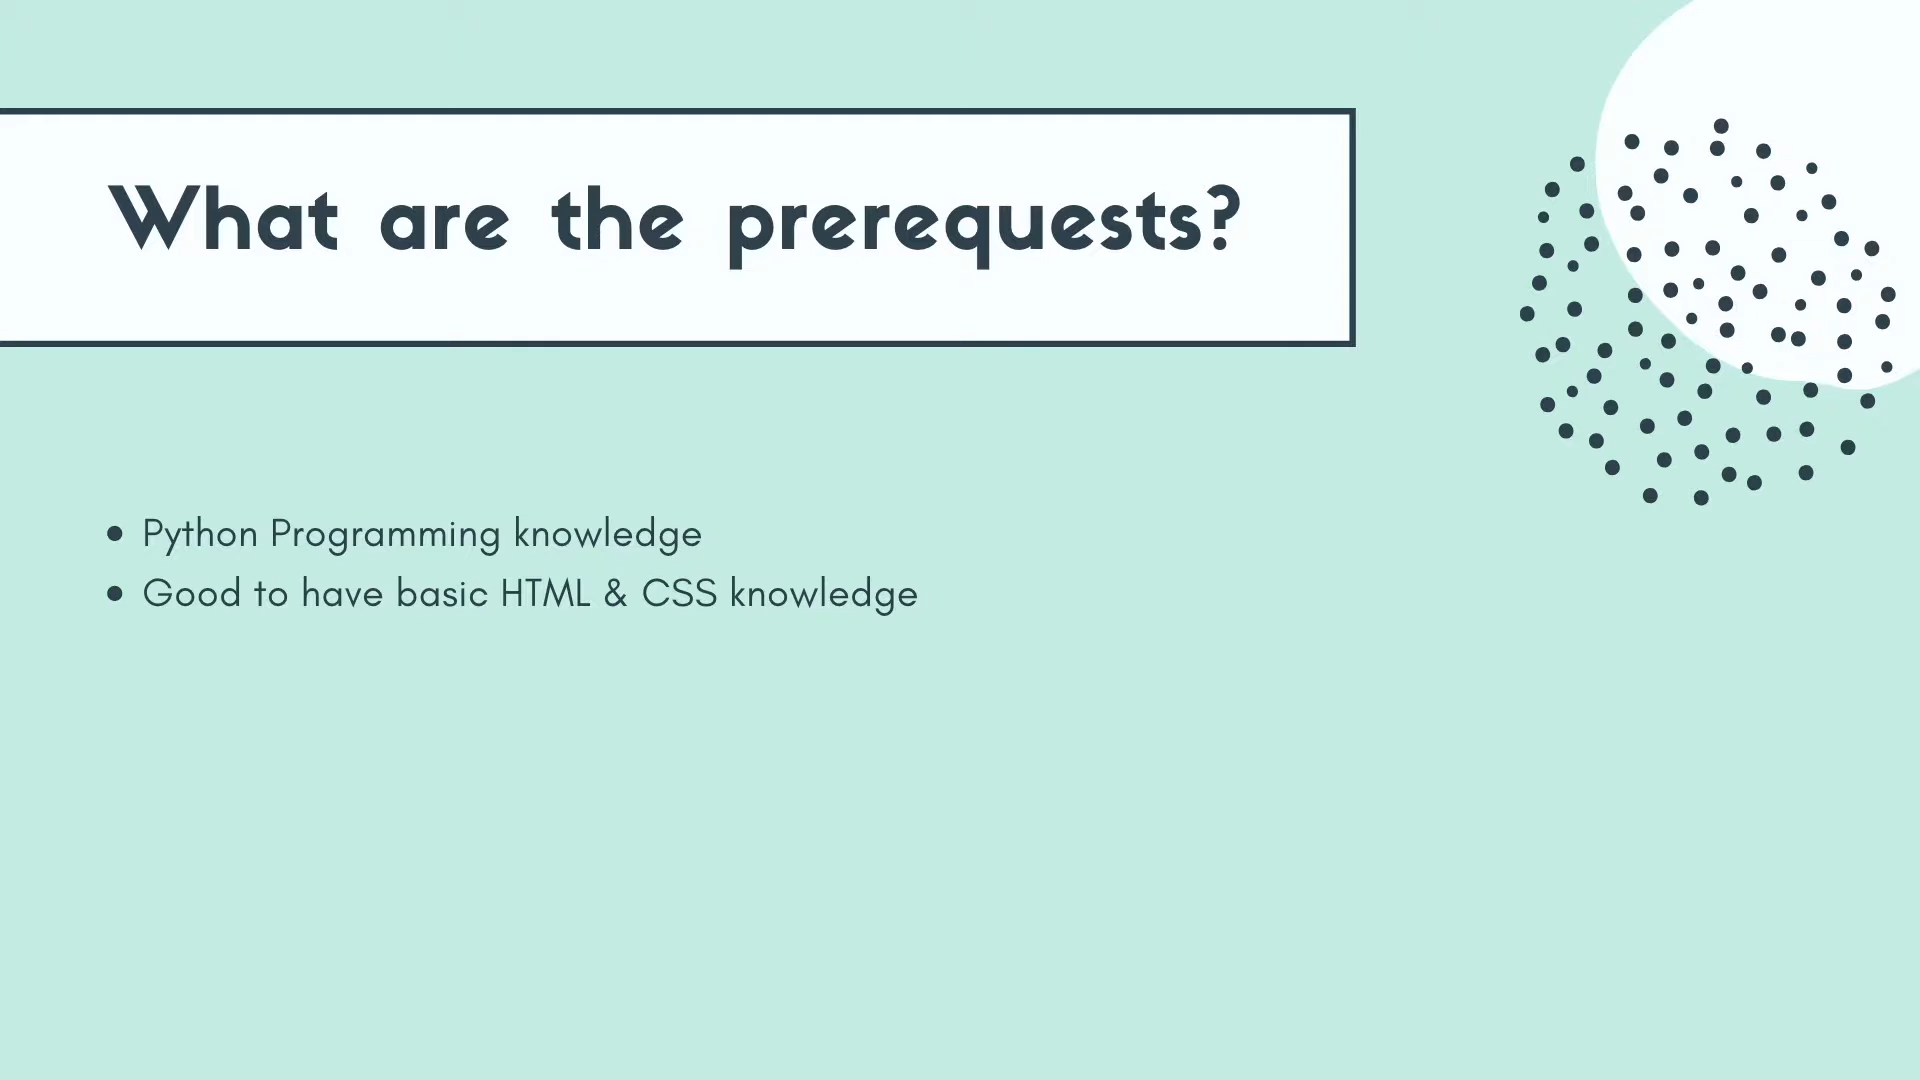 What are the prerequests?
• Python Programming knowledge
• Good to have basic HTML & CSS knowledge